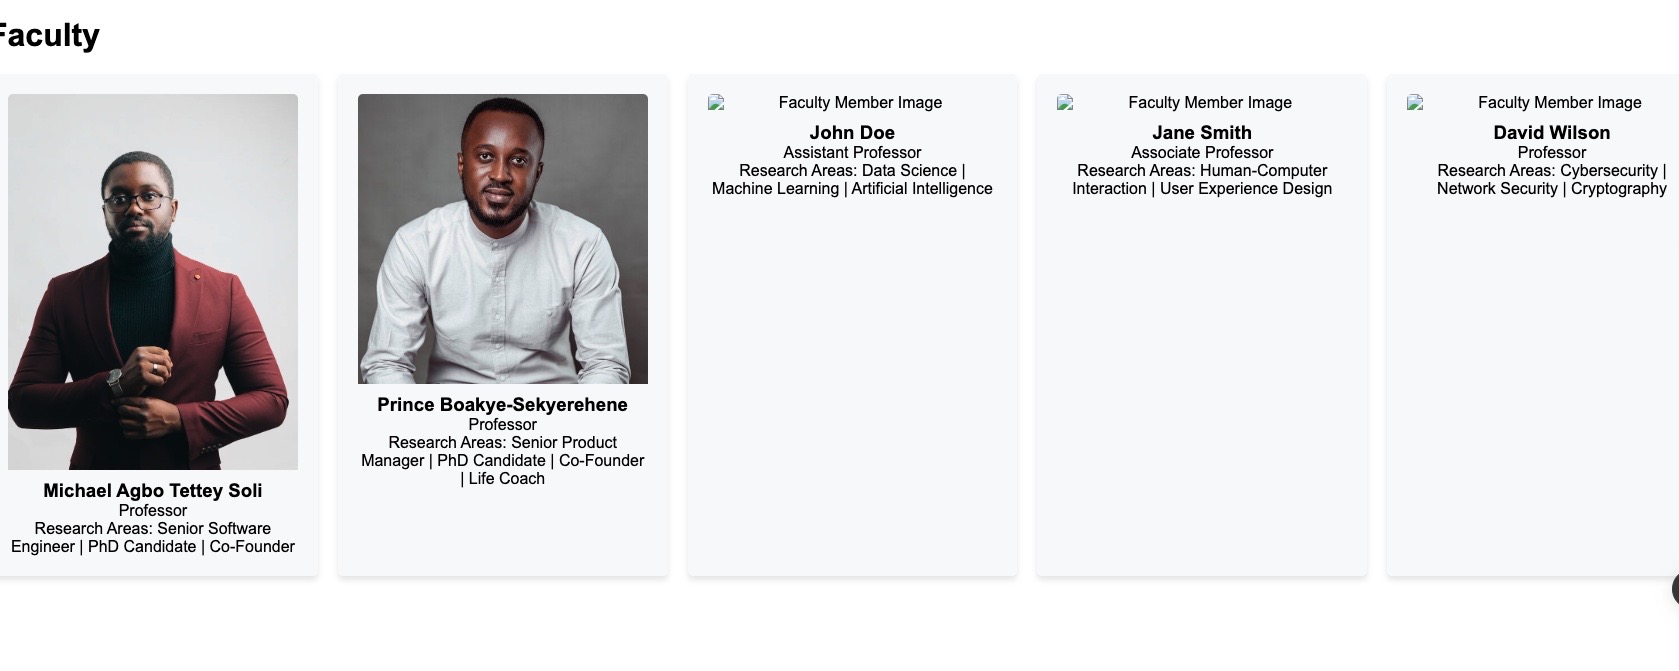 Faculty
Michael Agbo Tettey Soli
Professor
Research Areas: Senior Software
Engineer | PhD Candidate | Co-Founder
Prince Boakye-Sekyerehene
Professor
Research Areas: Senior Product
Manager | PhD Candidate | Co-Founder
| Life Coach
Faculty Member Image
John Doe
Assistant Professor
Research Areas: Data Science |
Machine Learning | Artificial Intelligence
Faculty Member Image
Jane Smith
Associate Professor
Research Areas: Human-Computer
Interaction | User Experience Design
Faculty Member Image
David Wilson
Professor
Research Areas: Cybersecurity |
Network Security | Cryptography